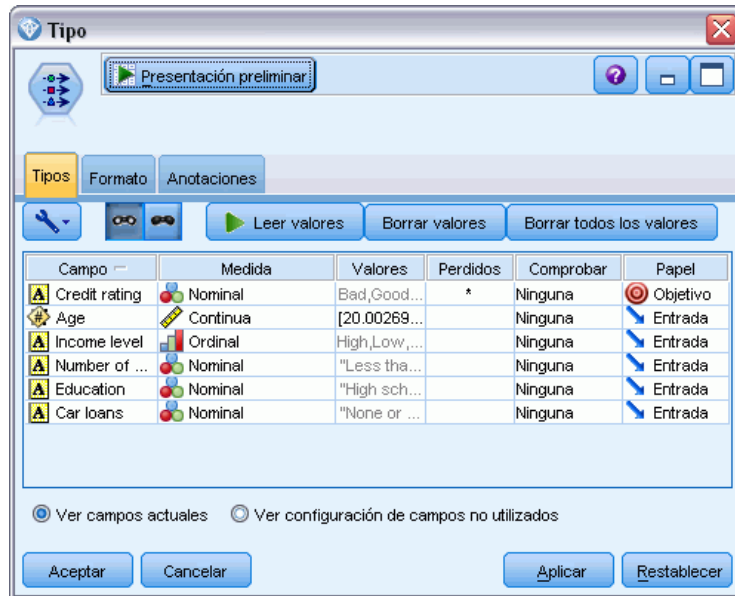 Tipo
Presentación preliminar
Tipos Formato Anotaciones
Leer valores Borrar valores Borrar todos los valores
Campo Medida Valores Perdidos Comprobar Papel
A Credit rating Nominal Bad,Good... * Ninguna Objetivo
# Age Continua [20.00269... Ninguna Entrada
A Income level Ordinal High,Low,... Ninguna Entrada
A Number of ... Nominal "Less tha... Ninguna Entrada
A Education Nominal "High sch... Ninguna Entrada
A Car loans Nominal "None or ... Ninguna Entrada
Ver campos actuales Ver configuración de campos no utilizados
Aceptar Cancelar Aplicar Restablecer